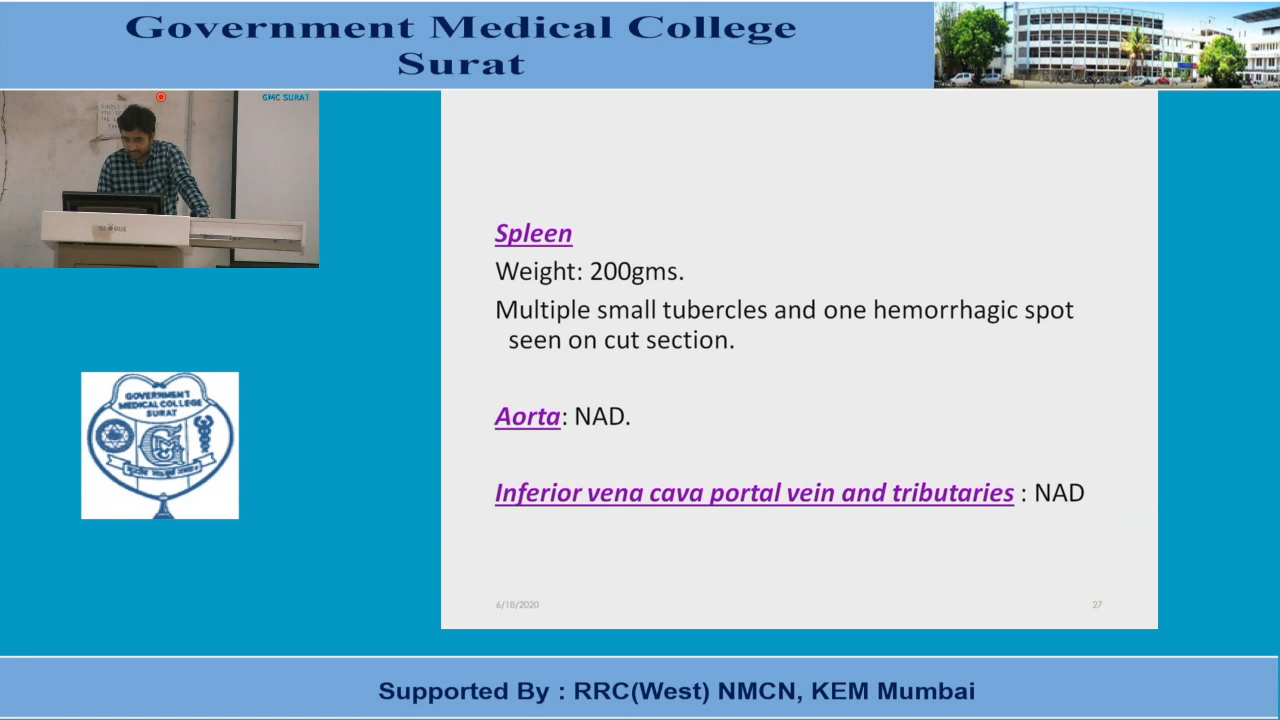 Government Medical College
Surat
KINDLY
GMC SURAT
GOVERNMENT
MEDICAL COLLEGE
SURAT
Spleen
Weight: 200gms.
Multiple small tubercles and one hemorrhagic spot
seen on cut section.
Aorta: NAD.
Inferior vena cava portal vein and tributaries : NAD
6/18/2020
27
Supported By : RRC(West) NMCN, KEM Mumbai